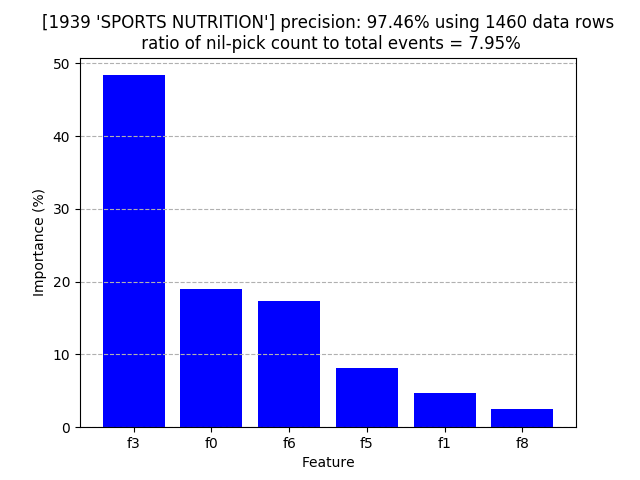 [1939 'SPORTS NUTRITION'] precision: 97.46% using 1460 data rows
ratio of nil-pick count to total events = 7.95%
50
40
30
20
10
0
Importance (%)
f3 f0 f6 f5 f1 f8
Feature